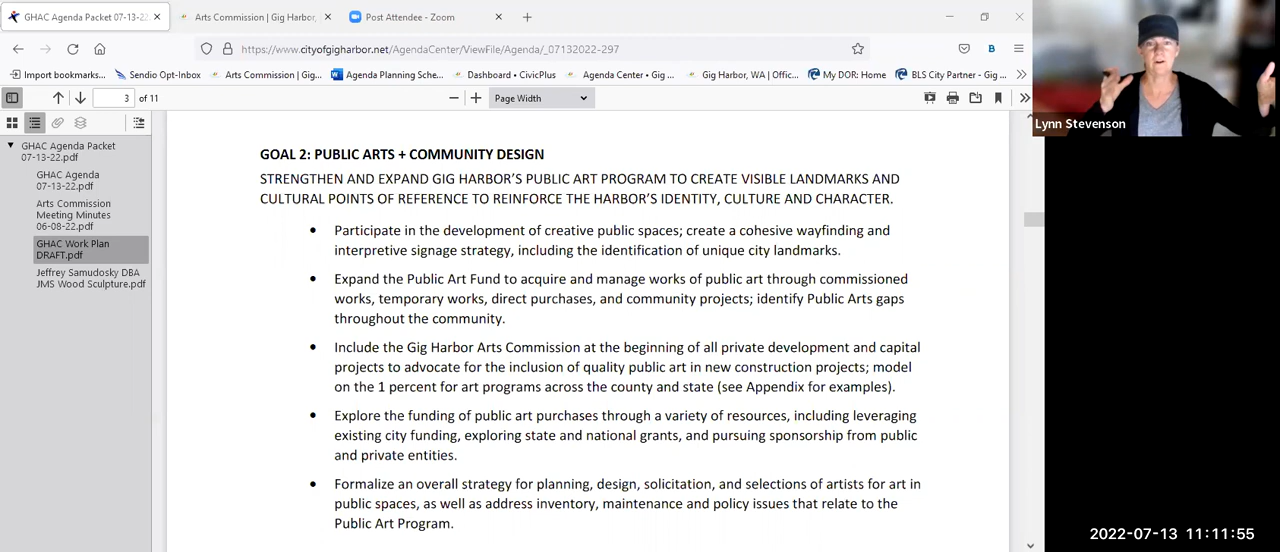 GHAC Agenda Packet 07-13-22.
Arts Commission | Gig Harbor,
Post Attendee - Zoom
https://www.cityofgigharbor.net/AgendaCenter/ViewFile/Agenda/_07132022-297
Import bookmarks...
Sendio Opt-Inbox
Arts Commission | Gig...
Agenda Planning Sche...
Dashboard • CivicPlus
Agenda Center • Gig ...
Gig Harbor, WA | Offic...
My DOR: Home
BLS City Partner - Gig ...
3 of 11
Page Width
GHAC Agenda Packet
07-13-22.pdf
GHAC Agenda
07-13-22.pdf
Arts Commission
Meeting Minutes
06-08-22.pdf
GHAC Work Plan
DRAFT.pdf
Jeffrey Samudosky DBA
JMS Wood Sculpture.pdf
GOAL 2: PUBLIC ARTS + COMMUNITY DESIGN
STRENGTHEN AND EXPAND GIG HARBOR'S PUBLIC ART PROGRAM TO CREATE VISIBLE LANDMARKS AND
CULTURAL POINTS OF REFERENCE TO REINFORCE THE HARBOR'S IDENTITY, CULTURE AND CHARACTER.
• Participate in the development of creative public spaces; create a cohesive wayfinding and
interpretive signage strategy, including the identification of unique city landmarks.
• Expand the Public Art Fund to acquire and manage works of public art through commissioned
works, temporary works, direct purchases, and community projects; identify Public Arts gaps
throughout the community.
• Include the Gig Harbor Arts Commission at the beginning of all private development and capital
projects to advocate for the inclusion of quality public art in new construction projects; model
on the 1 percent for art programs across the county and state (see Appendix for examples).
• Explore the funding of public art purchases through a variety of resources, including leveraging
existing city funding, exploring state and national grants, and pursuing sponsorship from public
and private entities.
• Formalize an overall strategy for planning, design, solicitation, and selections of artists for art in
public spaces, as well as address inventory, maintenance and policy issues that relate to the
Public Art Program.
Lynn Stevenson
2022-07-13 11:11:55